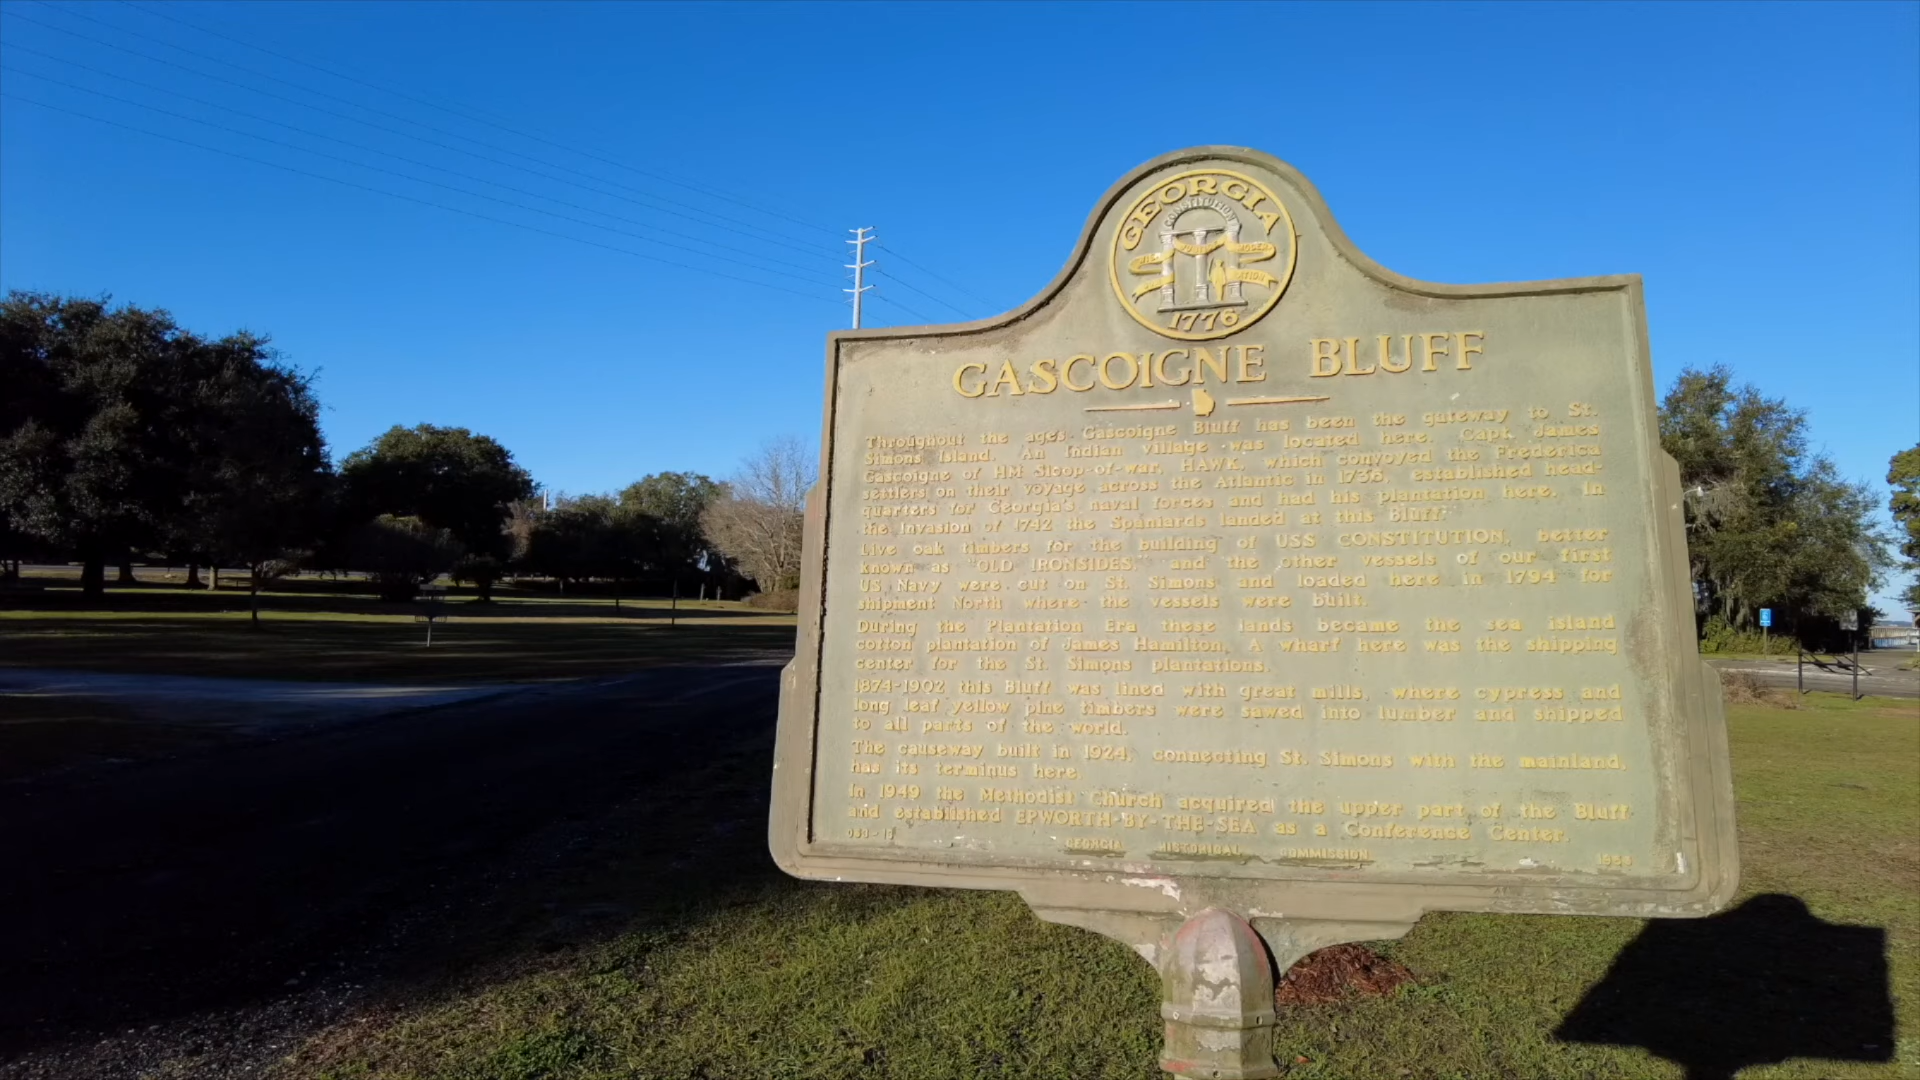 GEORGIA
CONSTITUTION
1776
GASCOIGNE BLUFF
Throughout the ages Gascoigne Bluff has been the gateway to St.
Simons Island. An Indian village was located here. Capt. James
Gascoigne of HM Sloop-of-war, HAWK, which convoyed the Frederica
settlers on their voyage across the Atlantic in 1736, established head-
quarters for Georgia's naval forces and had his plantation here. In
the Invasion of 1742 the Spaniards landed at this Bluff.
Live oak timbers for the building of USS CONSTITUTION, better
known as "OLD IRONSIDES," and the other vessels of our first
US Navy were cut on St. Simons and loaded here in 1794 for
shipment North where the vessels were built.
During the Plantation Era these lands became the sea island
cotton plantation of James Hamilton. A wharf here was the shipping
center for the St. Simons plantations.
1874-1902 this Bluff was lined with great mills, where cypress and
long leaf yellow pine timbers were sawed into lumber and shipped
to all parts of the world.
The causeway built in 1924, connecting St. Simons with the mainland,
has its terminus here.
In 1949 the Methodist Church acquired the upper part of the Bluff
and established EPWORTH-BY-THE-SEA as a Conference Center.
GEORGIA HISTORICAL COMMISSION